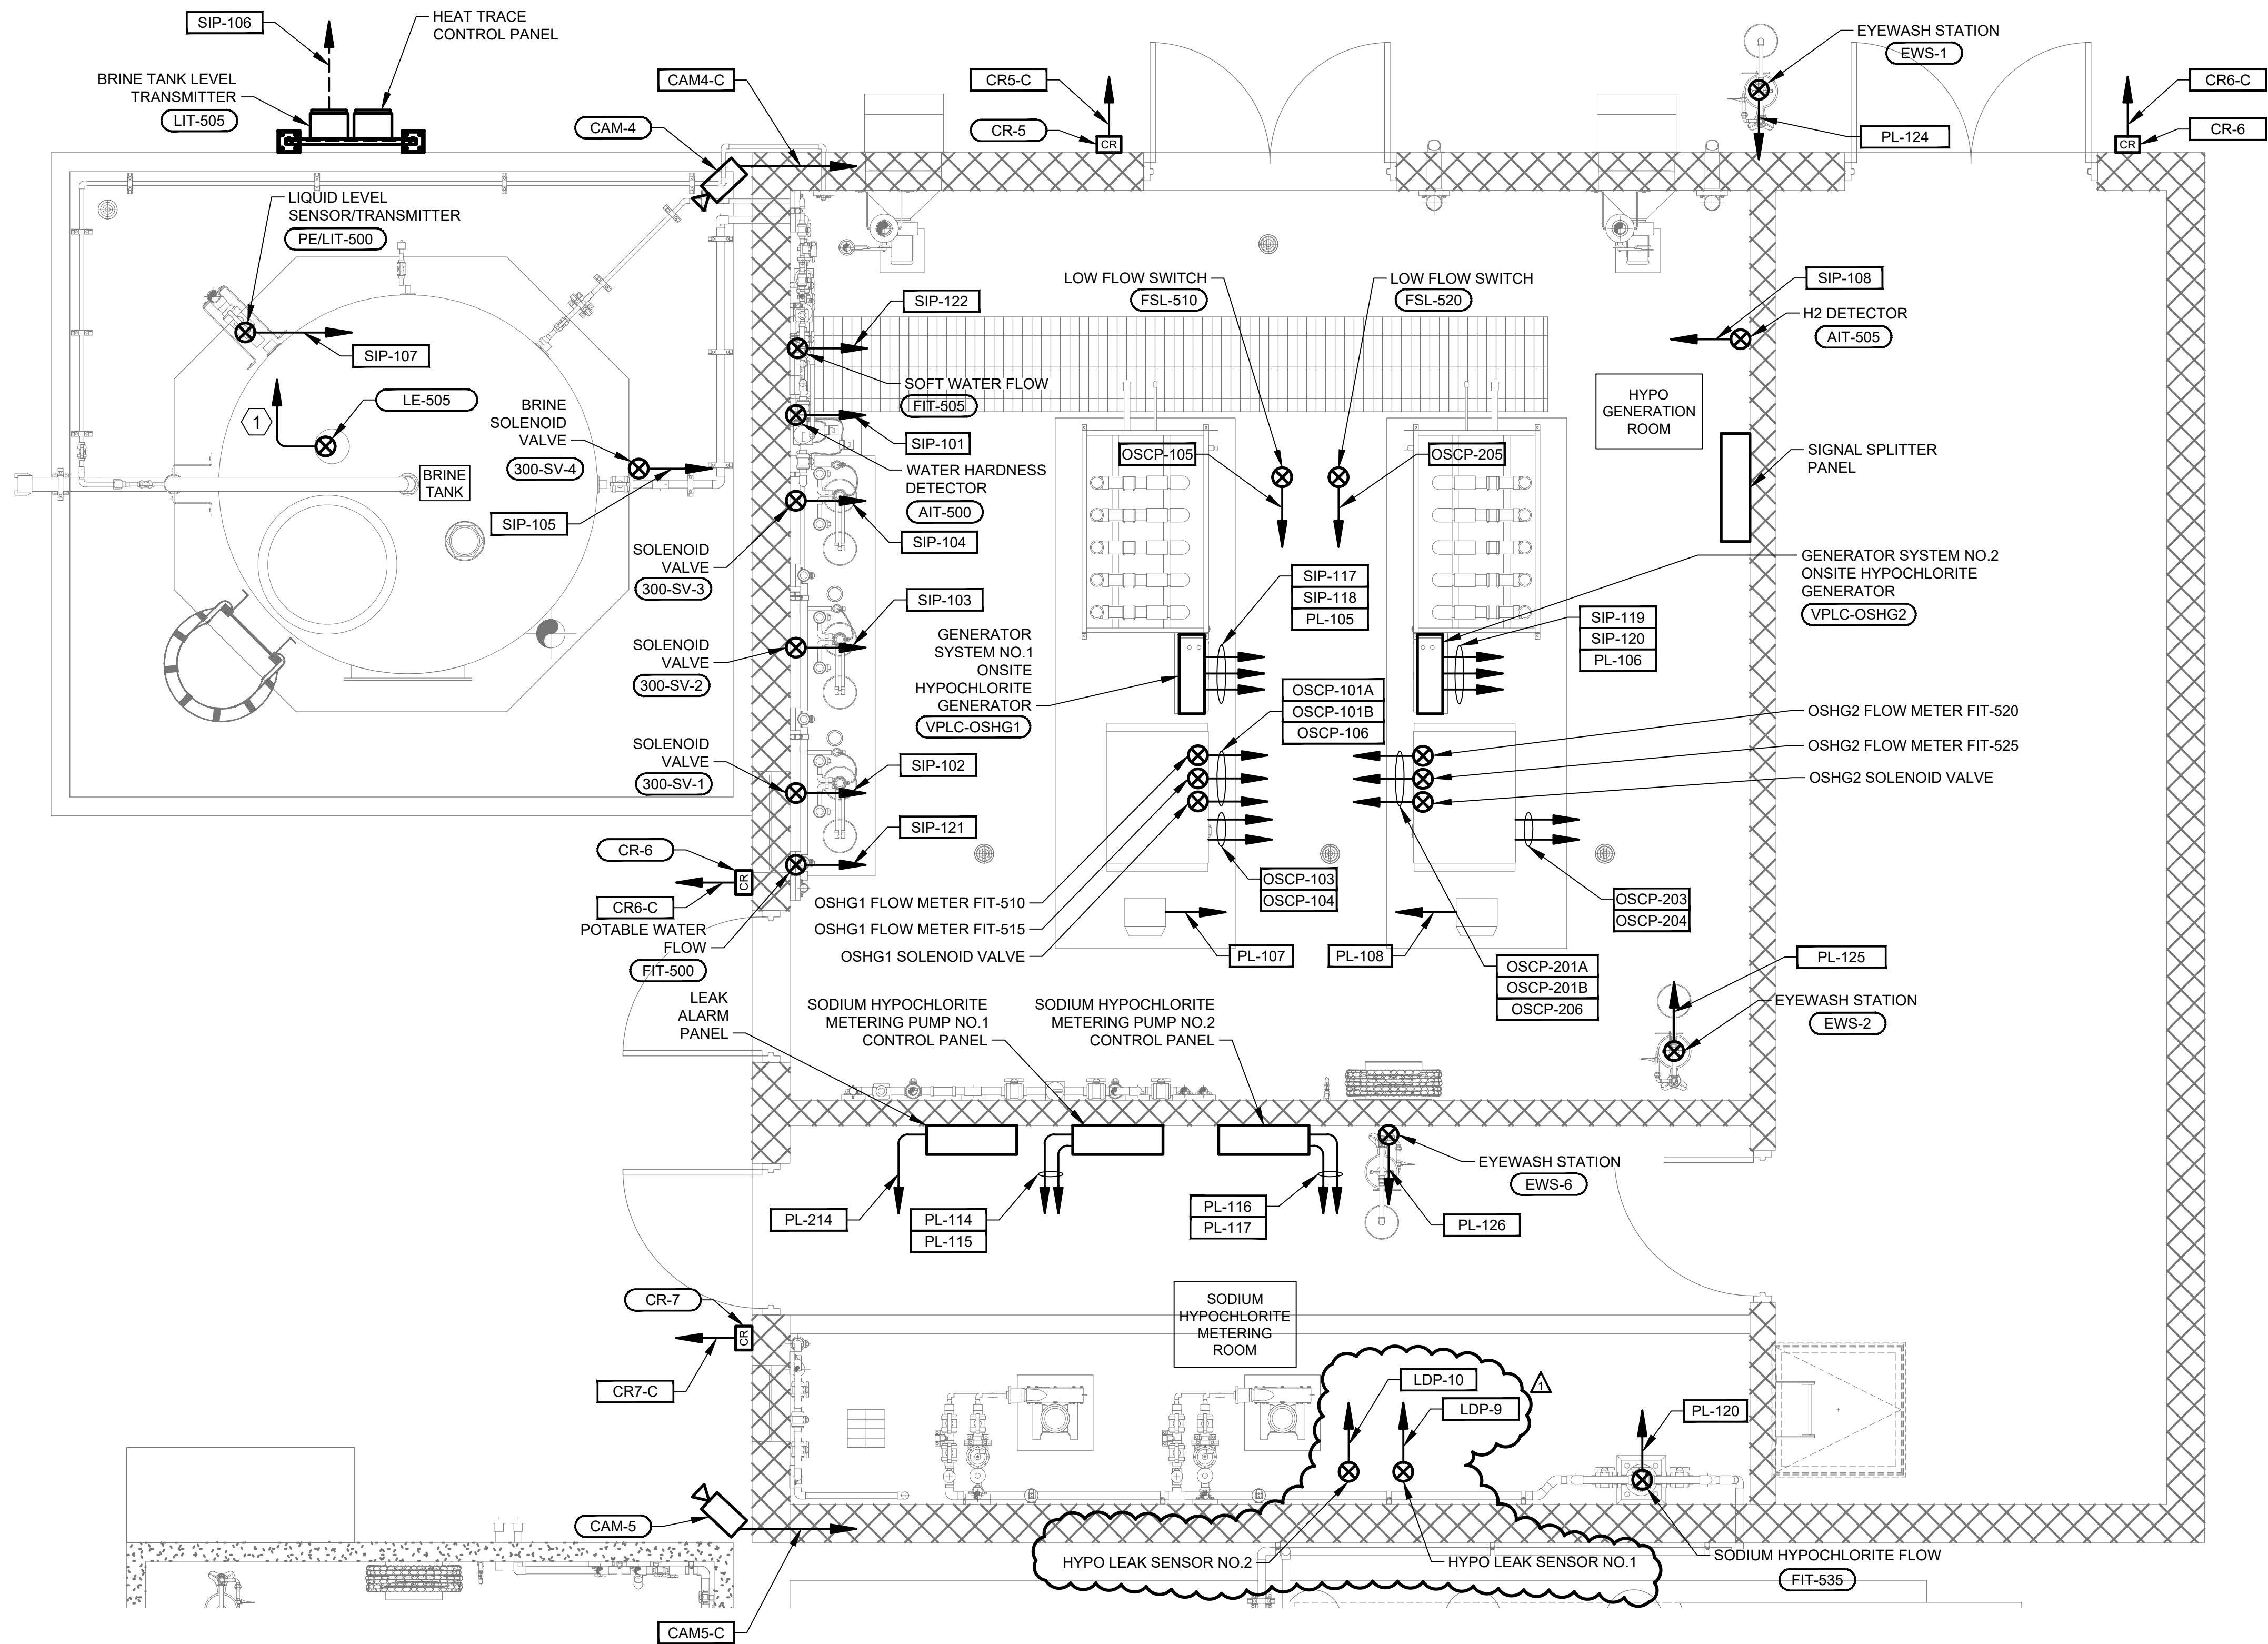 SIP-106
HEAT TRACE
CONTROL PANEL
BRINE TANK LEVEL
TRANSMITTER
LIT-505
CAM4-C
CAM-4
CR5-C
CR-5
CR
EYEWASH STATION
EWS-1
PL-124
CR6-C
CR-6
CR
LIQUID LEVEL
SENSOR/TRANSMITTER
PE/LIT-500
SIP-107
LE-505
1
BRINE
SOLENOID
VALVE
300-SV-4
BRINE
TANK
SIP-105
SIP-122
SOFT WATER FLOW
FIT-505
SIP-101
WATER HARDNESS
DETECTOR
AIT-500
SIP-104
SOLENOID
VALVE
300-SV-3
SIP-103
SOLENOID
VALVE
300-SV-2
SOLENOID
VALVE
300-SV-1
SIP-102
SIP-121
CR-6
CR
CR6-C
POTABLE WATER
FLOW
FIT-500
LOW FLOW SWITCH
FSL-510
LOW FLOW SWITCH
FSL-520
OSCP-105
OSCP-205
SIP-108
H2 DETECTOR
AIT-505
HYPO
GENERATION
ROOM
SIGNAL SPLITTER
PANEL
GENERATOR SYSTEM NO.2
ONSITE HYPOCHLORITE
GENERATOR
VPLC-OSHG2
SIP-117
SIP-118
PL-105
SIP-119
SIP-120
PL-106
GENERATOR
SYSTEM NO.1
ONSITE
HYPOCHLORITE
GENERATOR
VPLC-OSHG1
OSCP-101A
OSCP-101B
OSCP-106
OSHG2 FLOW METER FIT-520
OSHG2 FLOW METER FIT-525
OSHG2 SOLENOID VALVE
OSCP-103
OSCP-104
OSCP-203
OSCP-204
OSHG1 FLOW METER FIT-510
OSHG1 FLOW METER FIT-515
OSHG1 SOLENOID VALVE
PL-107
PL-108
OSCP-201A
OSCP-201B
OSCP-206
PL-125
EYEWASH STATION
EWS-2
LEAK
ALARM
PANEL
SODIUM HYPOCHLORITE
METERING PUMP NO.1
CONTROL PANEL
SODIUM HYPOCHLORITE
METERING PUMP NO.2
CONTROL PANEL
EYEWASH STATION
EWS-6
PL-214
PL-114
PL-115
PL-116
PL-117
PL-126
CR-7
CR
CR7-C
SODIUM
HYPOCHLORITE
METERING
ROOM
LDP-10
LDP-9
1
PL-120
CAM-5
CAM5-C
HYPO LEAK SENSOR NO.2
HYPO LEAK SENSOR NO.1
SODIUM HYPOCHLORITE FLOW
FIT-535